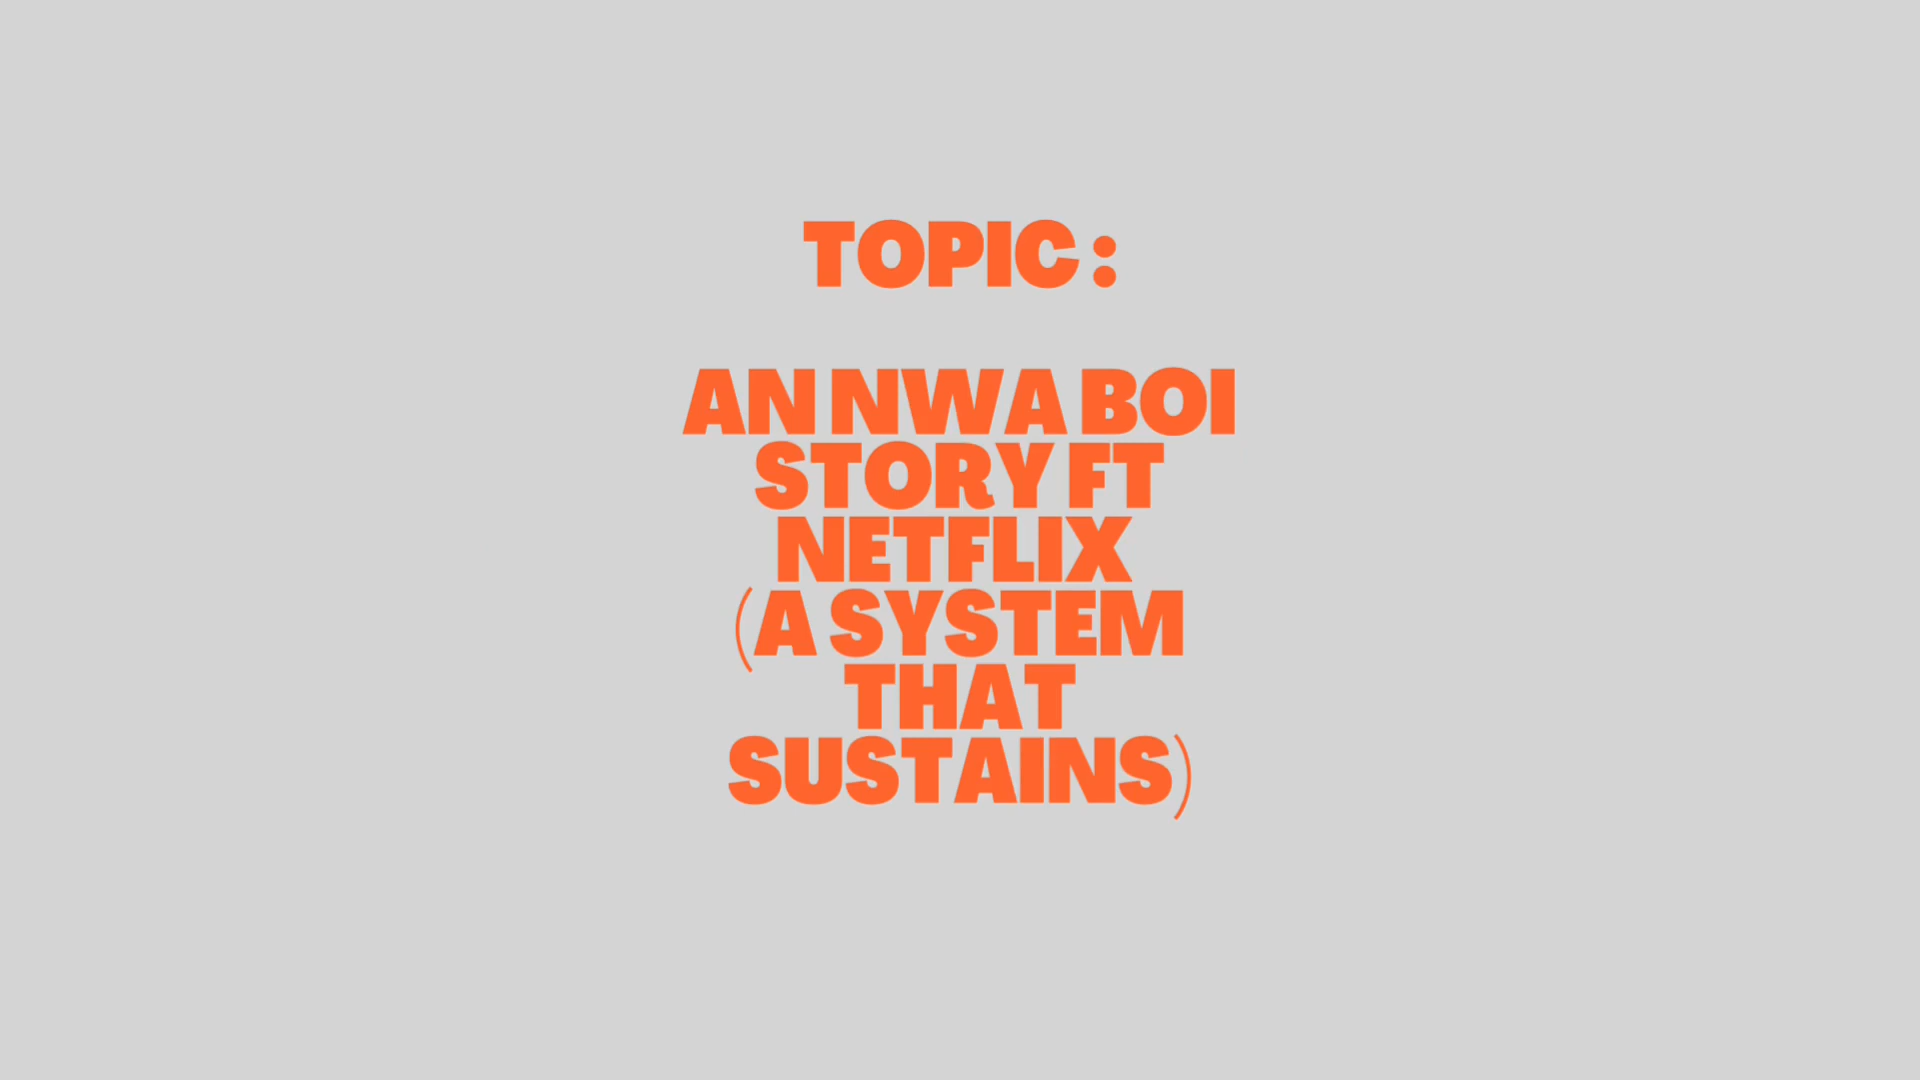 TOPIC :
AN NWA BOI
STORY FT
NETFLIX
(A SYSTEM
THAT
SUSTAINS)